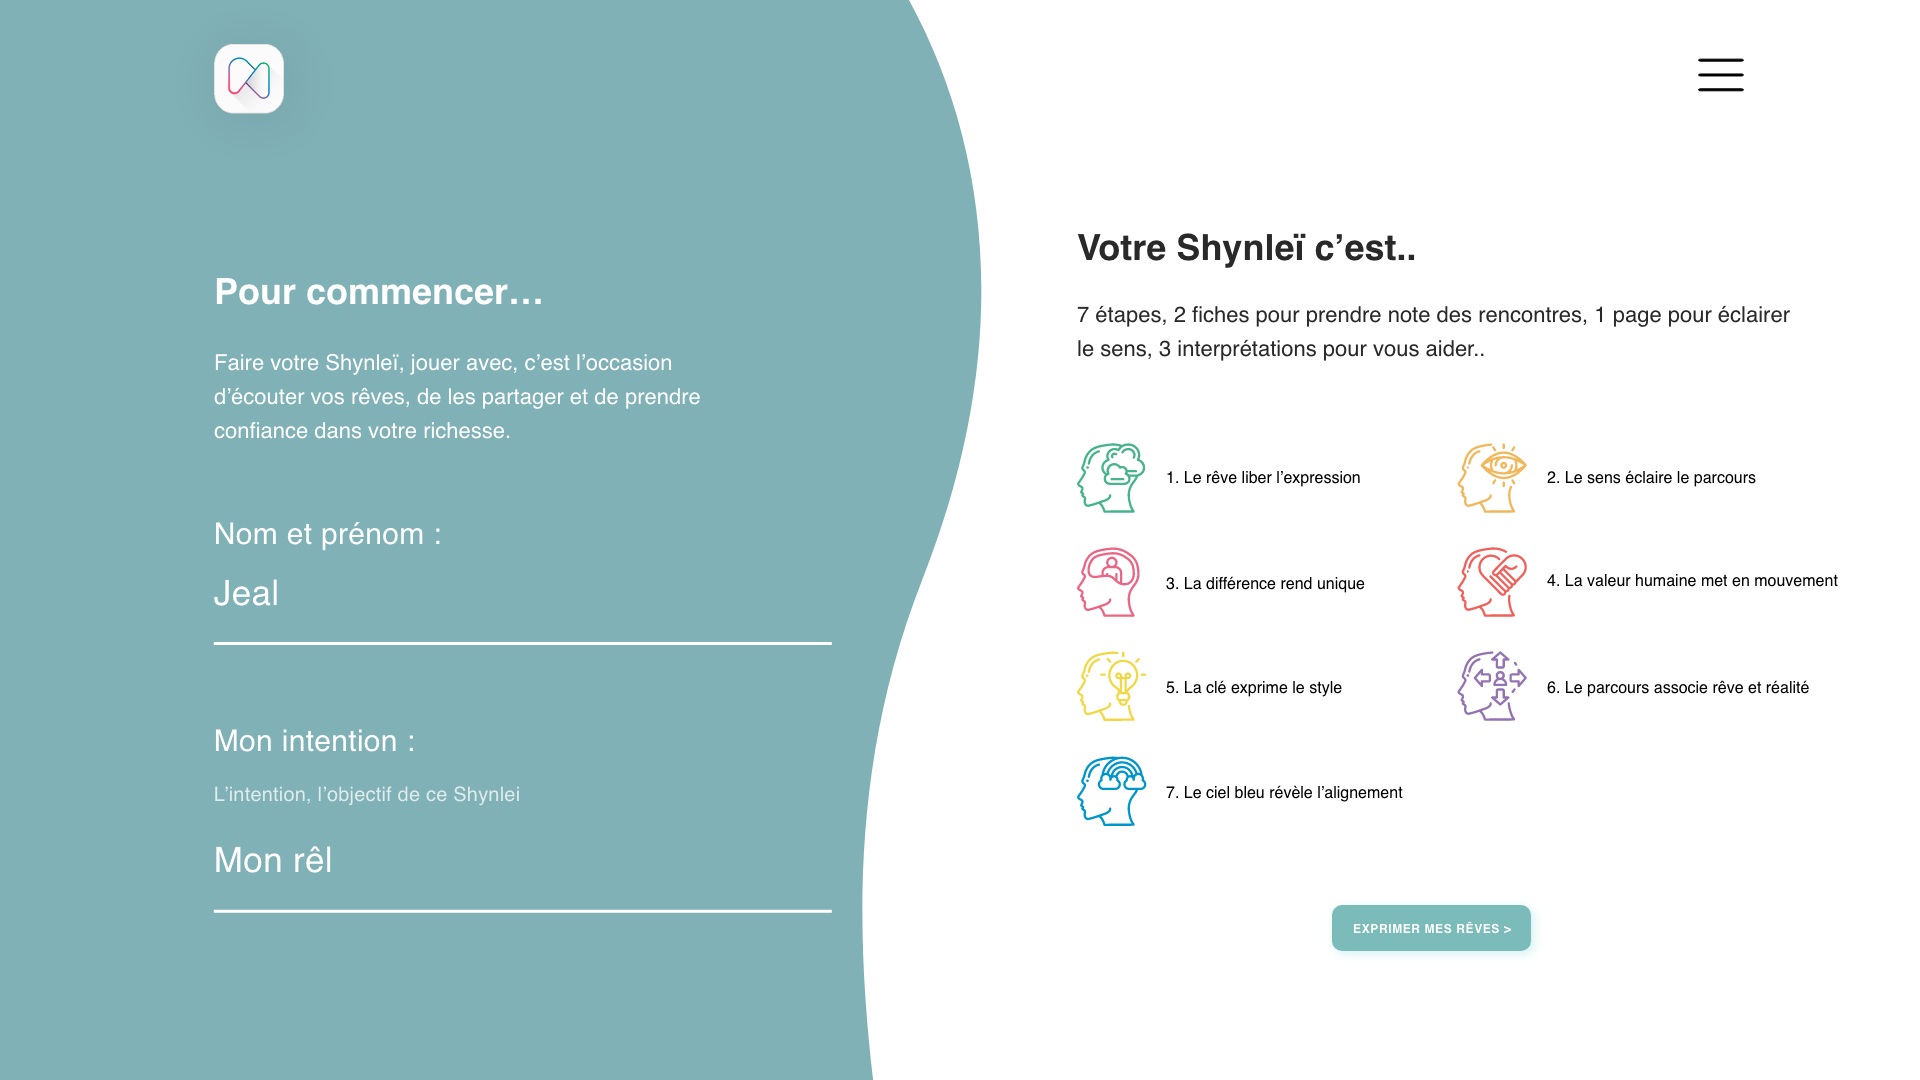 Pour commencer…
Faire votre Shynleï, jouer avec, c’est l’occasion
d’écouter vos rêves, de les partager et de prendre
confiance dans votre richesse.
Nom et prénom :
Jeal
Mon intention :
L’intention, l’objectif de ce Shynlei
Mon rêl
Votre Shynleï c’est..
7 étapes, 2 fiches pour prendre note des rencontres, 1 page pour éclairer
le sens, 3 interprétations pour vous aider..
1. Le rêve liber l’expression
2. Le sens éclaire le parcours
3. La différence rend unique
4. La valeur humaine met en mouvement
5. La clé exprime le style
6. Le parcours associe rêve et réalité
7. Le ciel bleu révèle l’alignement
EXPRIMER MES RÊVES >